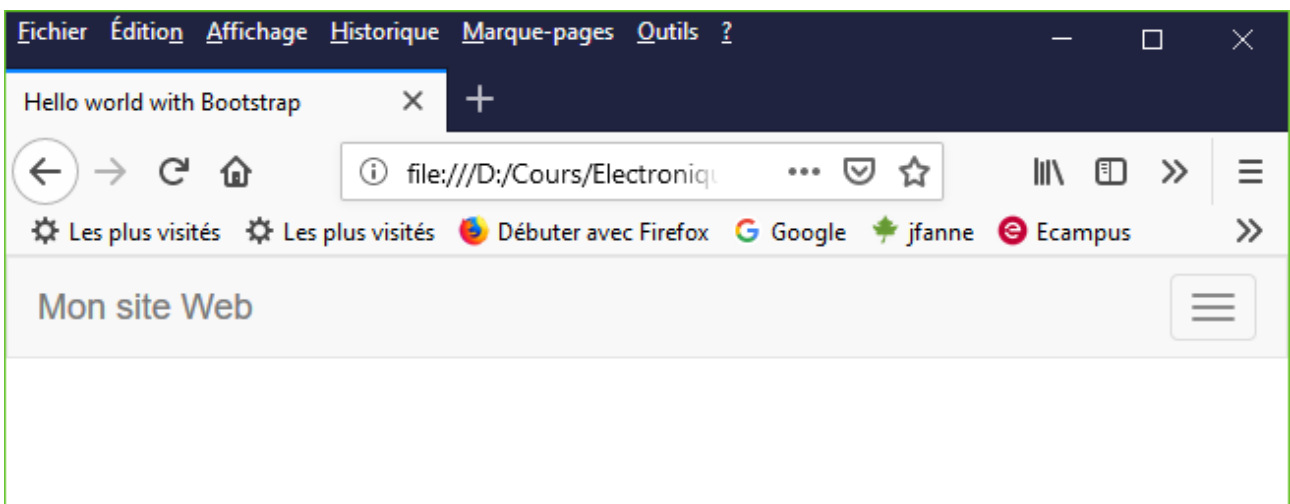 Fichier Édition Affichage Historique Marque-pages Outils ?
Hello world with Bootstrap
file:///D:/Cours/Electroniqu
Les plus visités Les plus visités Débuter avec Firefox Google jfanne Ecampus
Mon site Web